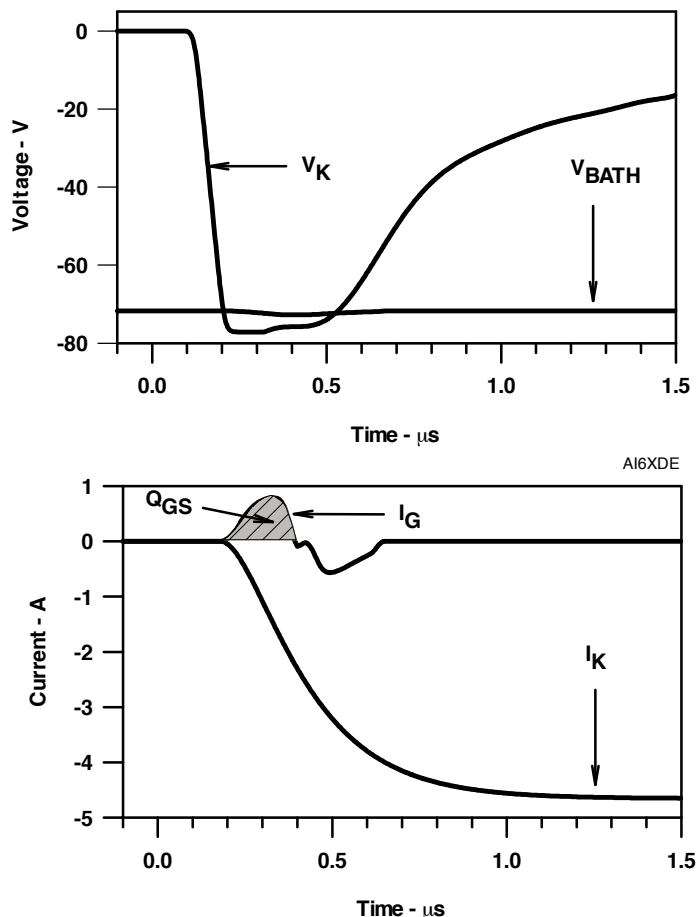 0
-20
-40
-60
-80
Voltage - V
V_K
V_BATH
0.0 0.5 1.0 1.5
Time - μs
AI6XDE
1
0
-1
-2
-3
-4
-5
Current - A
Q_GS
I_G
I_K
0.0 0.5 1.0 1.5
Time - μs